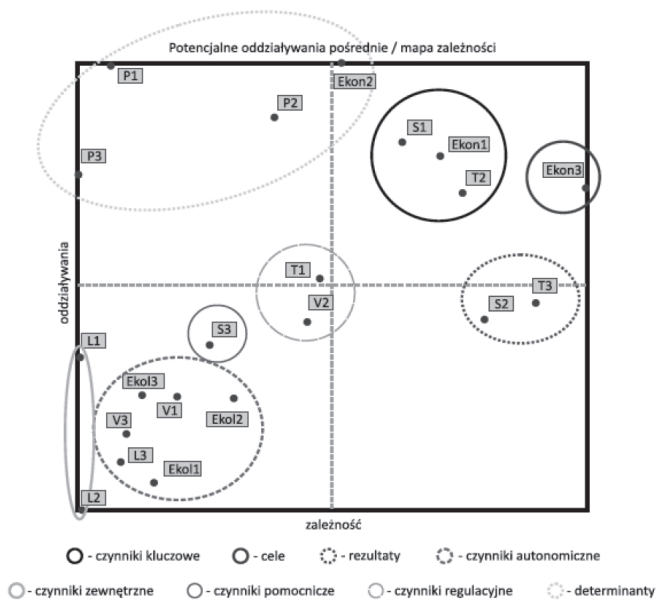 Potencjalne oddziaływania pośrednie / mapa zależności
P1
Ekon2
P2
S1
Ekon1
P3
Ekon3
T2
oddziaływania
T1
T3
V2
S2
S3
L1
Ekol3
V1
Ekol2
V3
L3
Ekol1
L2
zależność
- czynniki kluczowe - cele - rezultaty - czynniki autonomiczne
- czynniki zewnętrzne - czynniki pomocnicze - czynniki regulacyjne - determinanty